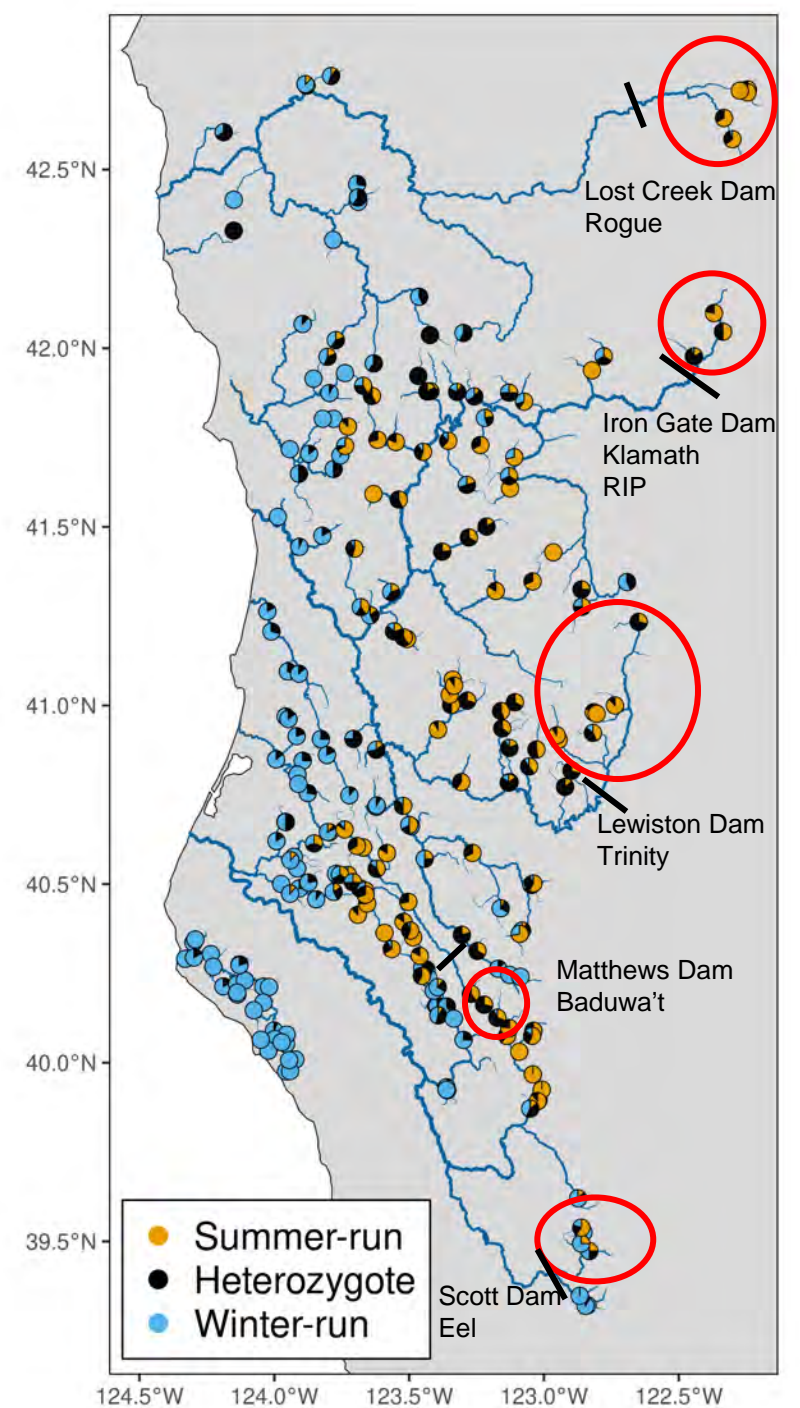 42.5°N
Lost Creek Dam
Rogue
42.0°N
Iron Gate Dam
Klamath
RIP
41.5°N
41.0°N
Lewiston Dam
Trinity
40.5°N
Matthews Dam
Baduwa't
40.0°N
39.5°N
Summer-run
Heterozygote
Winter-run
Scott Dam
Eel
124.5°W 124.0°W 123.5°W 123.0°W 122.5°W